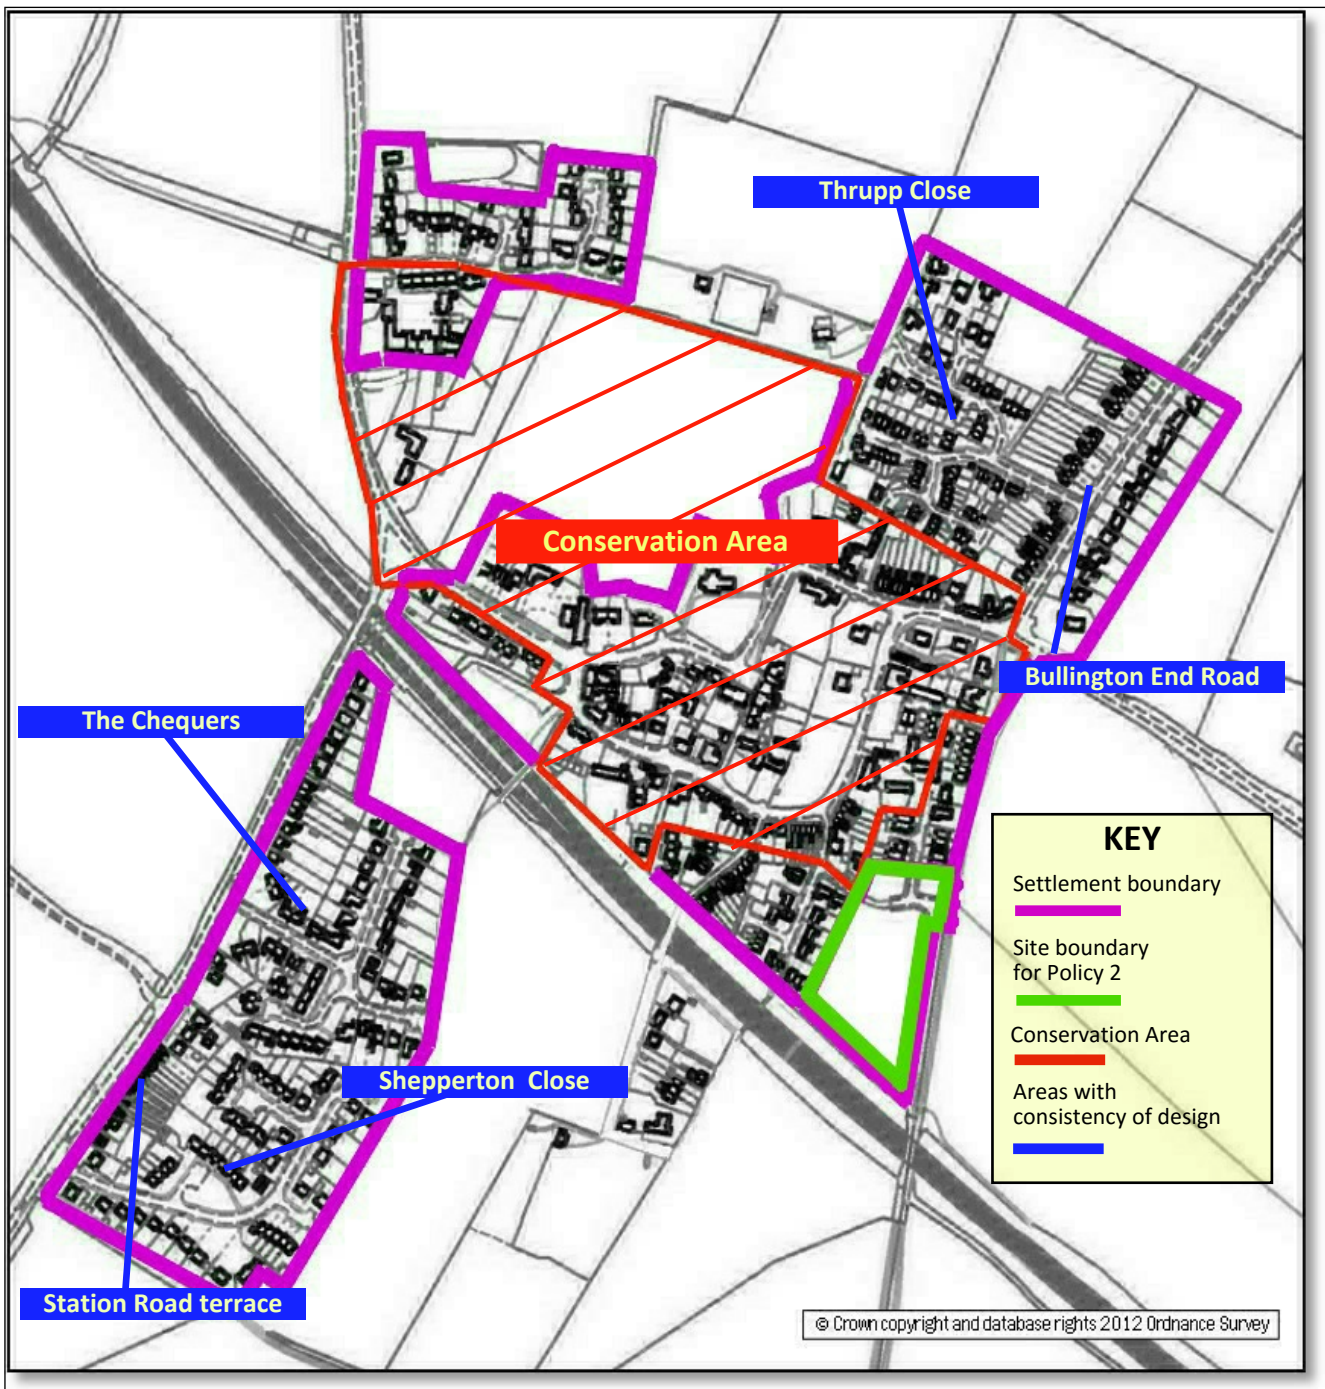 Thrupp Close
Conservation Area
Bullington End Road
The Chequers
KEY
Settlement boundary
Site boundary
for Policy 2
Conservation Area
Areas with
consistency of design
Shepperton Close
Station Road terrace
© Crown copyright and database rights 2012 Ordnance Survey